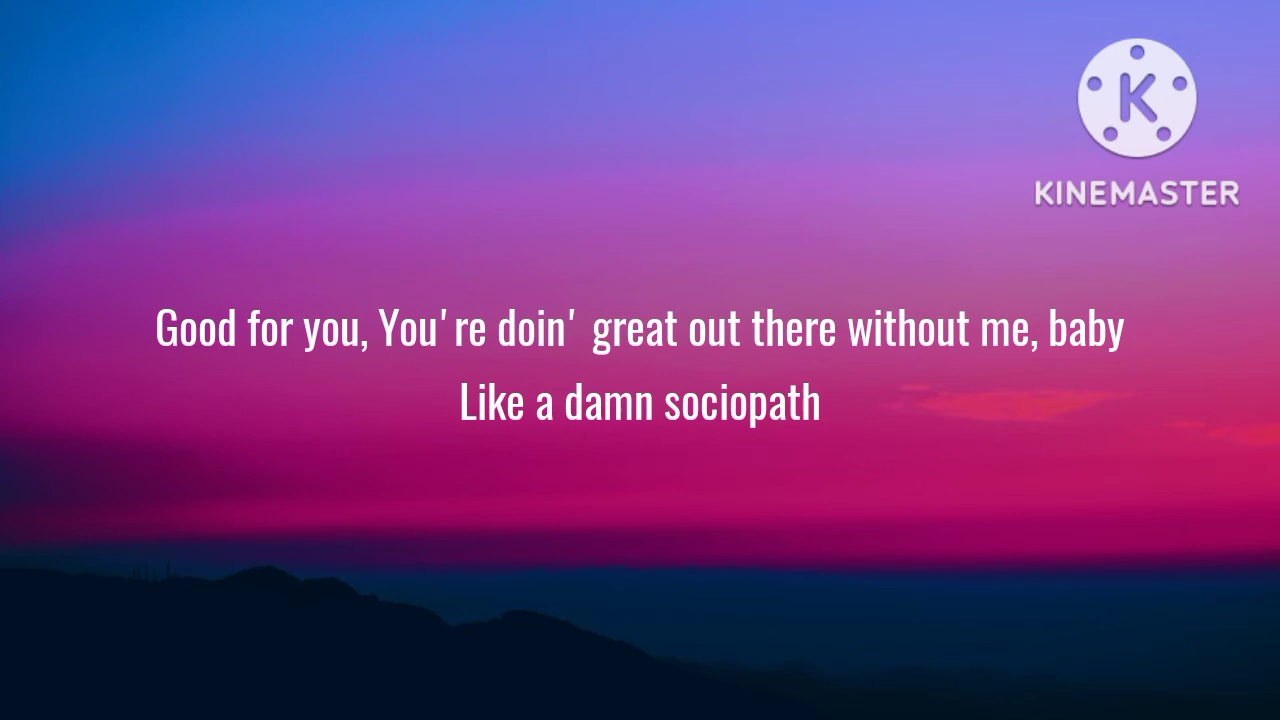 K
KINEMASTER
Good for you, You're doin' great out there without me, baby
Like a damn sociopath